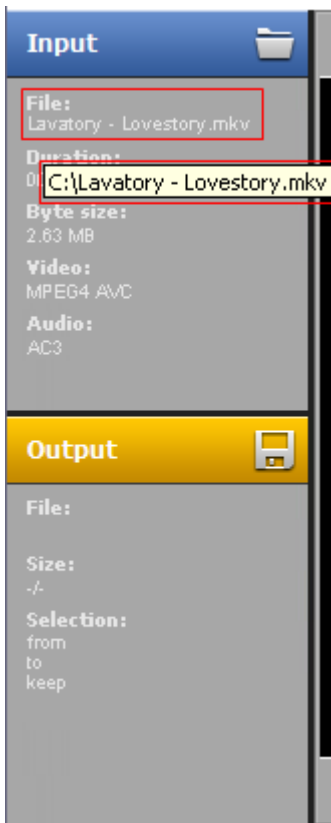 Input
File:
Lavatory - Lovestory.mkv
Duration:
C:\Lavatory - Lovestory.mkv
Byte size:
2.63 MB
Video:
MPEG4 AVC
Audio:
AC3
Output
File:
Size:
-/-
Selection:
from
to
keep